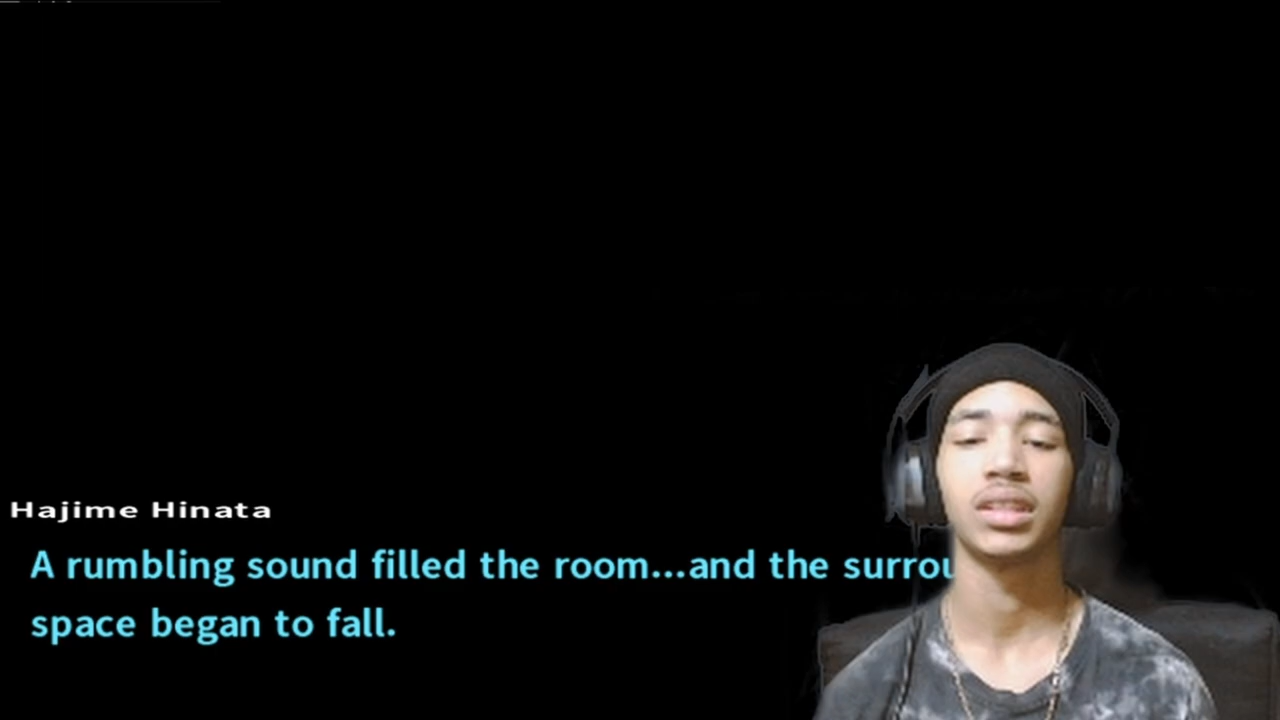 Hajime Hinata
A rumbling sound filled the room...and the
space began to fall.